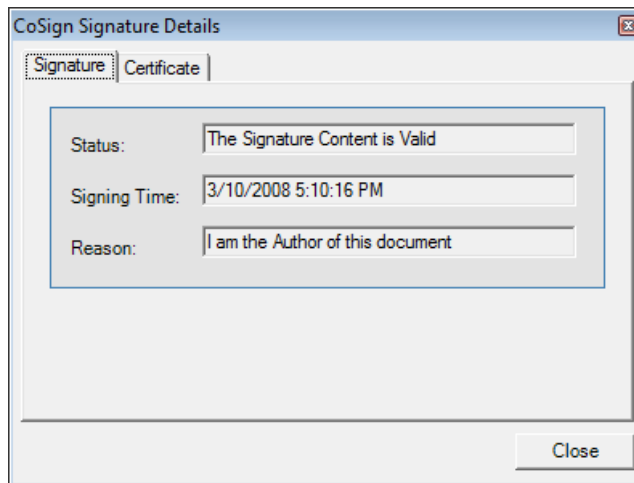 CoSign Signature Details
Signature Certificate
Status: The Signature Content is Valid
Signing Time: 3/10/2008 5:10:16 PM
Reason: I am the Author of this document
Close